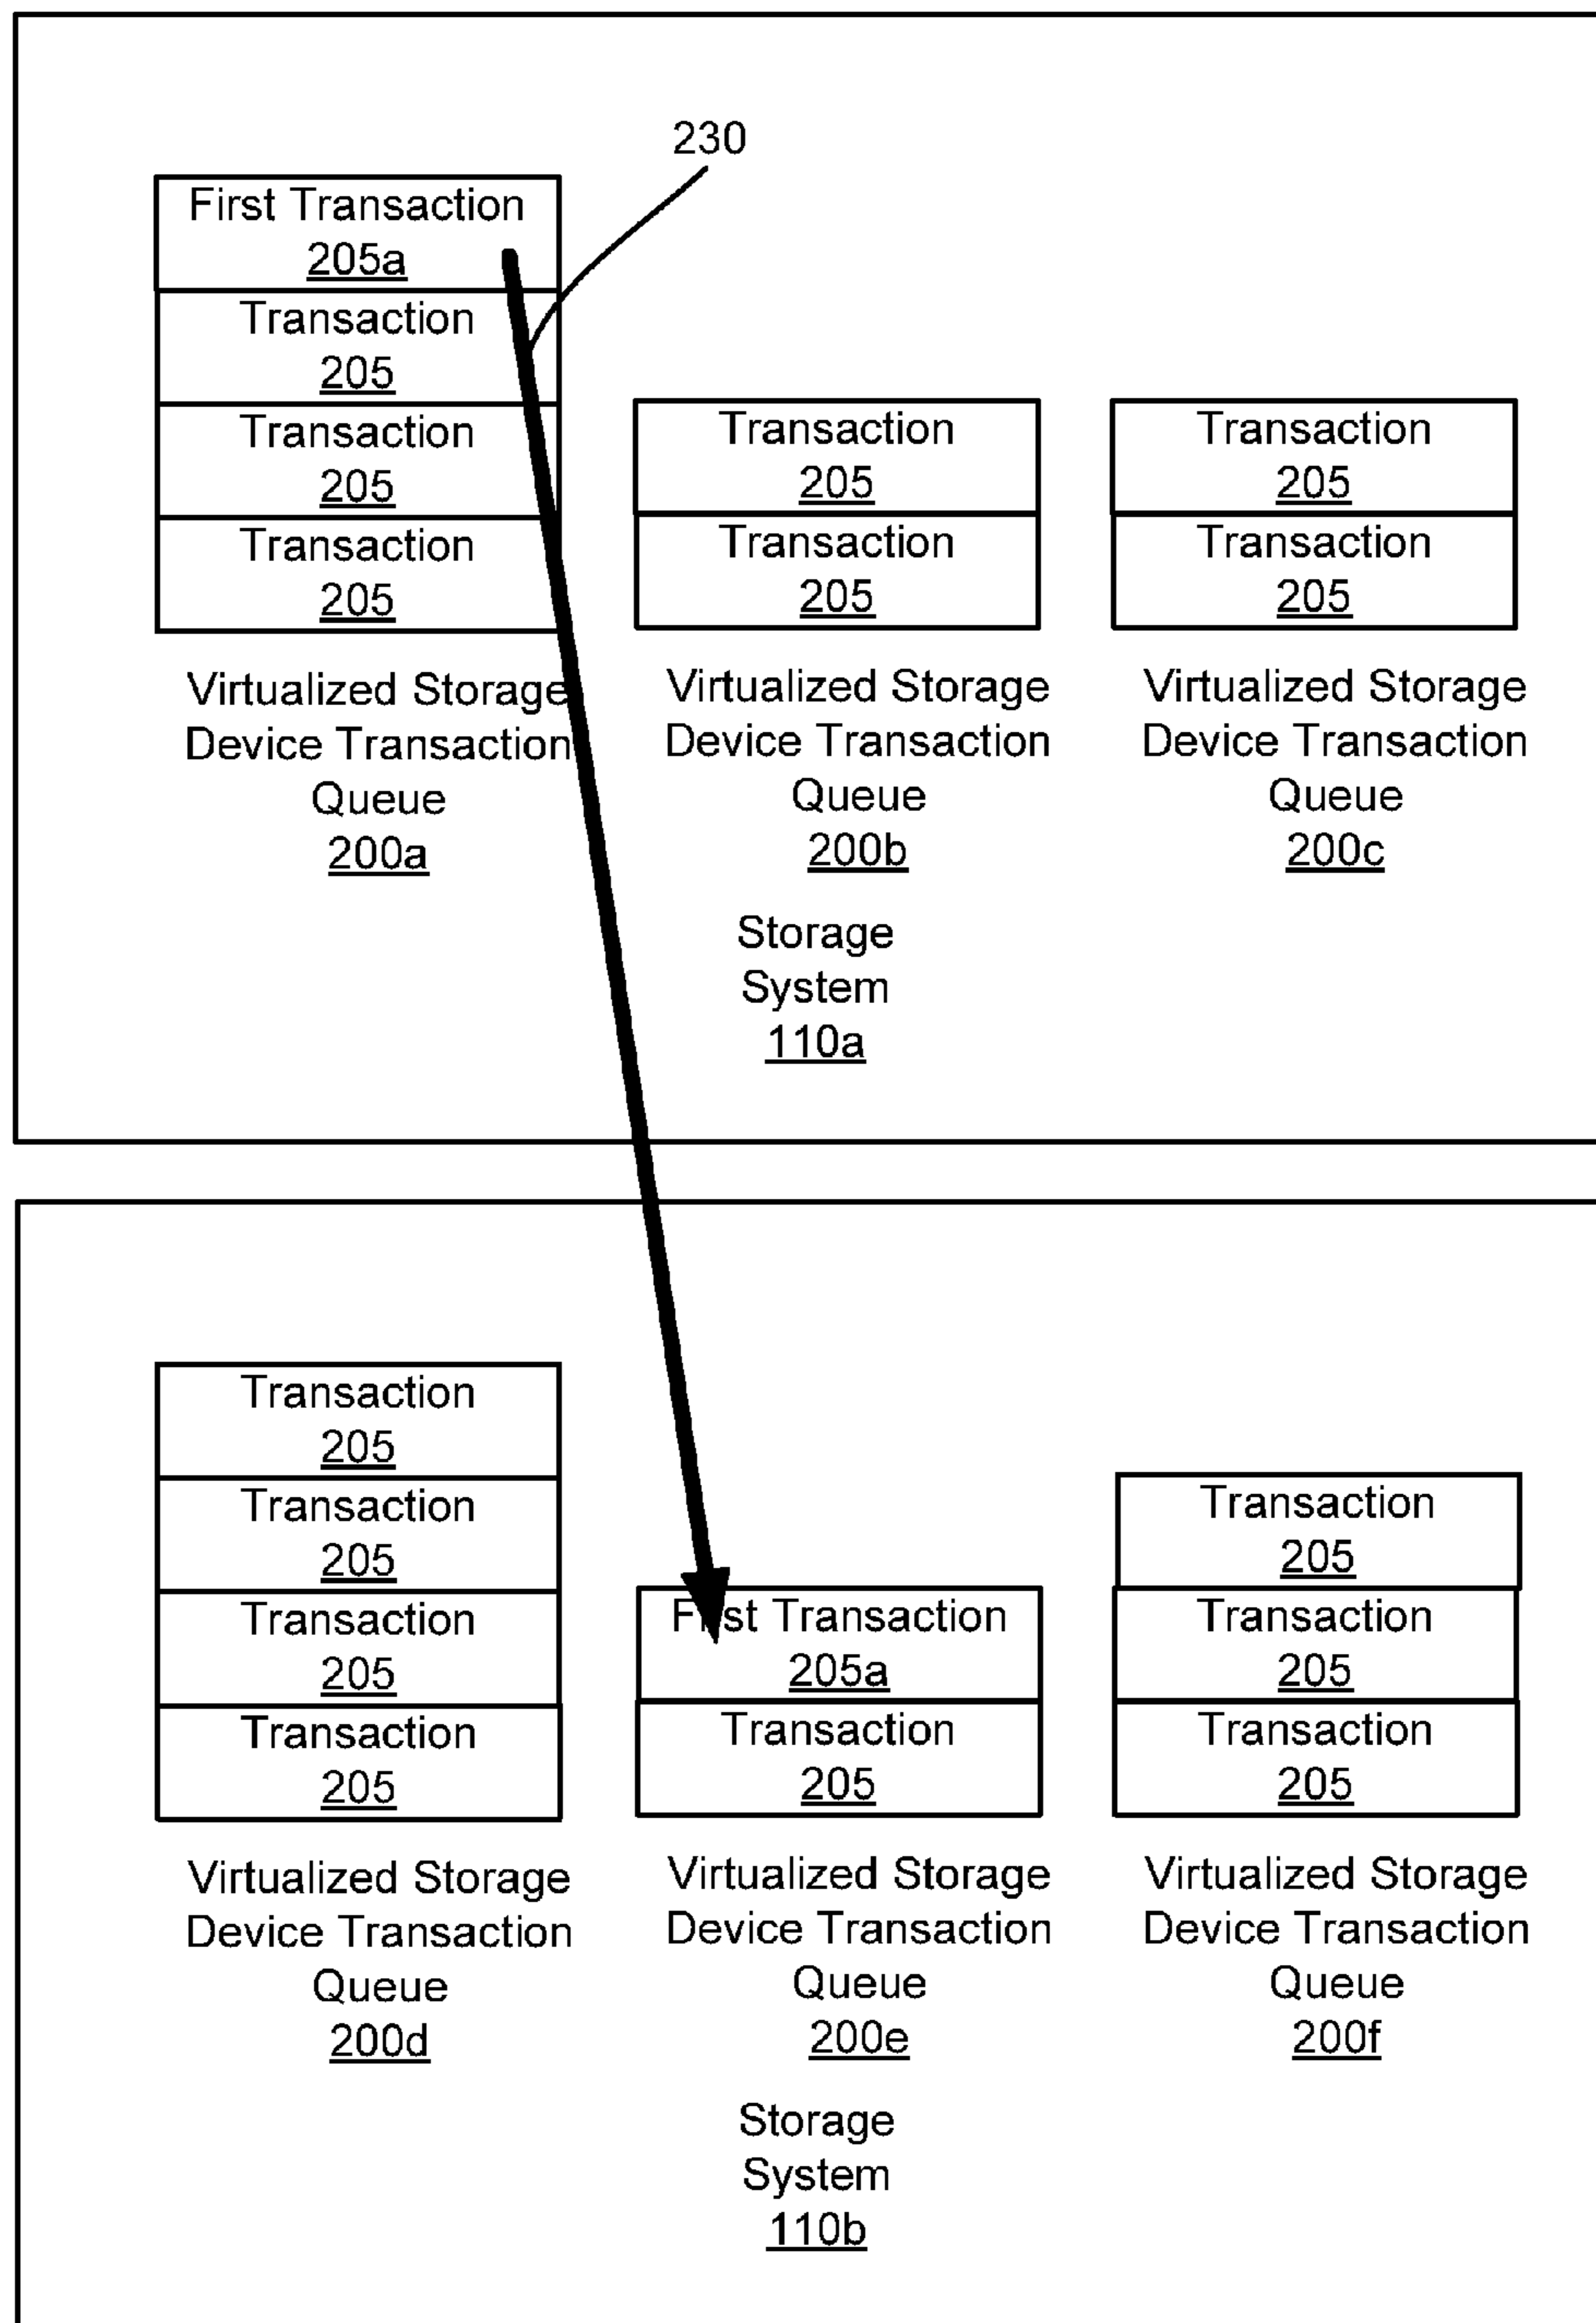 230
First Transaction
205a
Transaction
205
Transaction
205
Transaction
205
Virtualized Storage
Device Transaction
Queue
200a
Transaction
205
Transaction
205
Virtualized Storage
Device Transaction
Queue
200b
Transaction
205
Transaction
205
Virtualized Storage
Device Transaction
Queue
200c
Storage
System
110a
Transaction
205
Transaction
205
Transaction
205
Transaction
205
Virtualized Storage
Device Transaction
Queue
200d
First Transaction
205a
Transaction
205
Virtualized Storage
Device Transaction
Queue
200e
Transaction
205
Transaction
205
Transaction
205
Virtualized Storage
Device Transaction
Queue
200f
Storage
System
110b